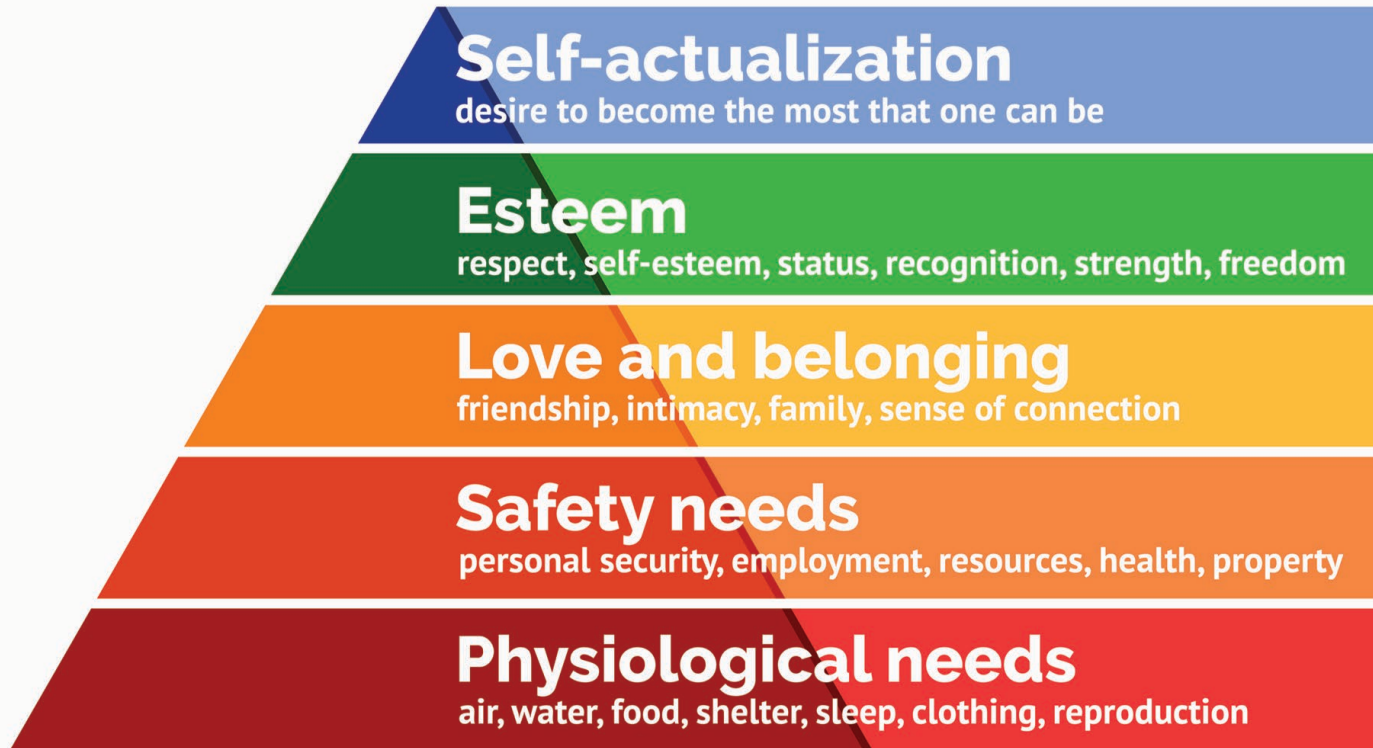 Self-actualization
desire to become the most that one can be
Esteem
respect, self-esteem, status, recognition, strength, freedom
Love and belonging
friendship, intimacy, family, sense of connection
Safety needs
personal security, employment, resources, health, property
Physiological needs
air, water, food, shelter, sleep, clothing, reproduction